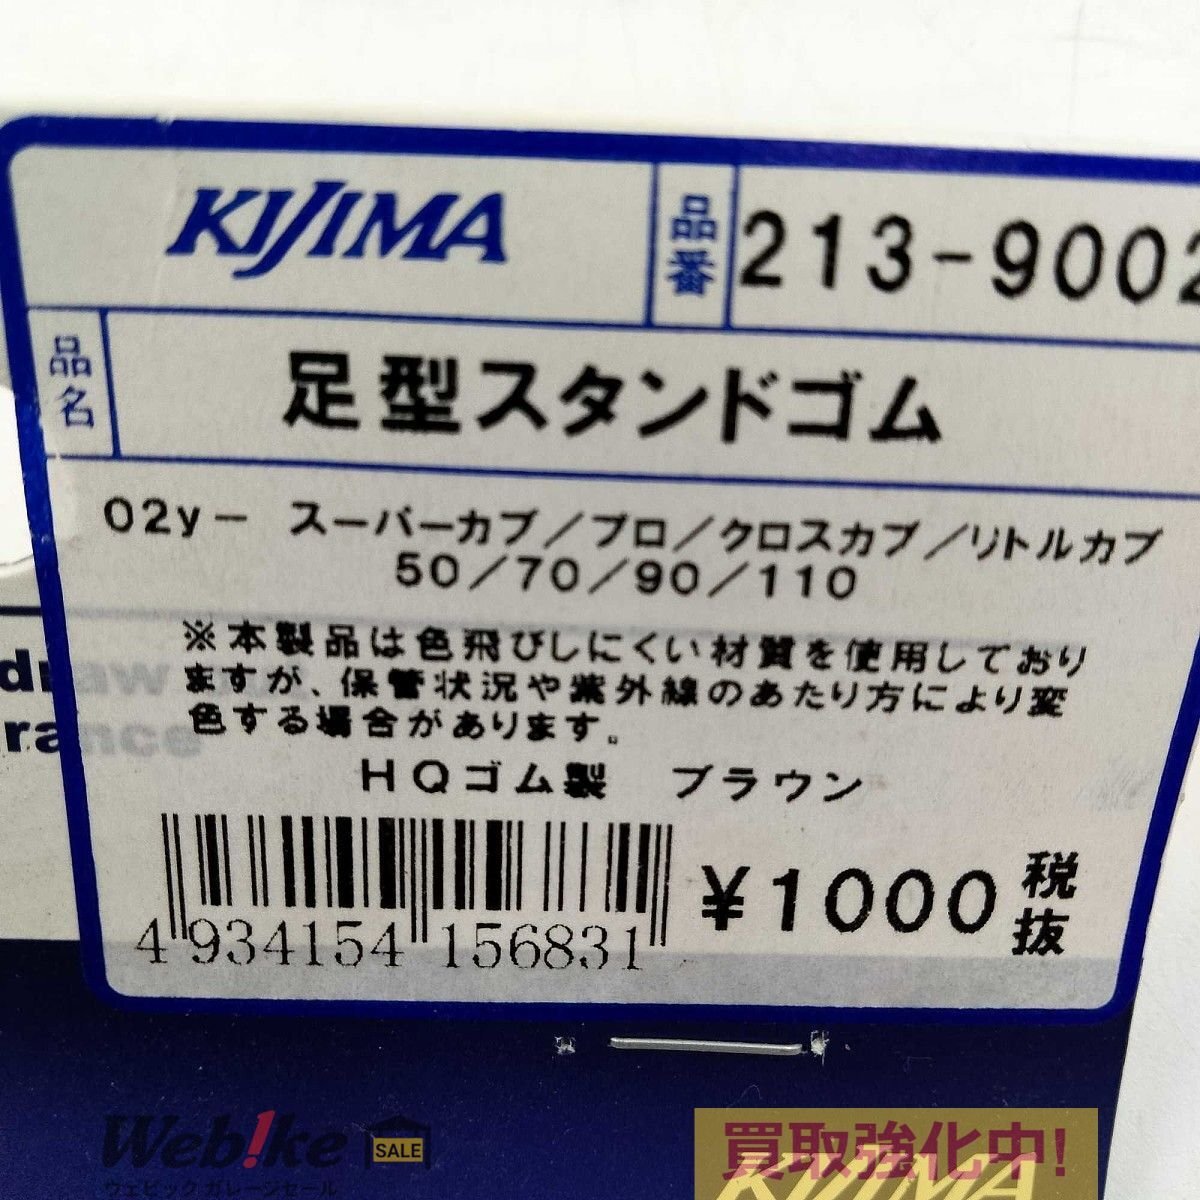 KIJIMA
品番
213-9002
品名
足型スタンドゴム
02y- スーパーカブ/プロ/クロスカブ/リトルカブ
50/70/90/110
※本製品は色飛びしにくい材質を使用しており
ますが、保管状況や紫外線のあたり方により変
色する場合があります。
HQゴム製 ブラウン
¥1000 税抜
4 934154 156831
Web!ke SALE
ウェビック ガレージセール
買取強化中!
KIJIMA